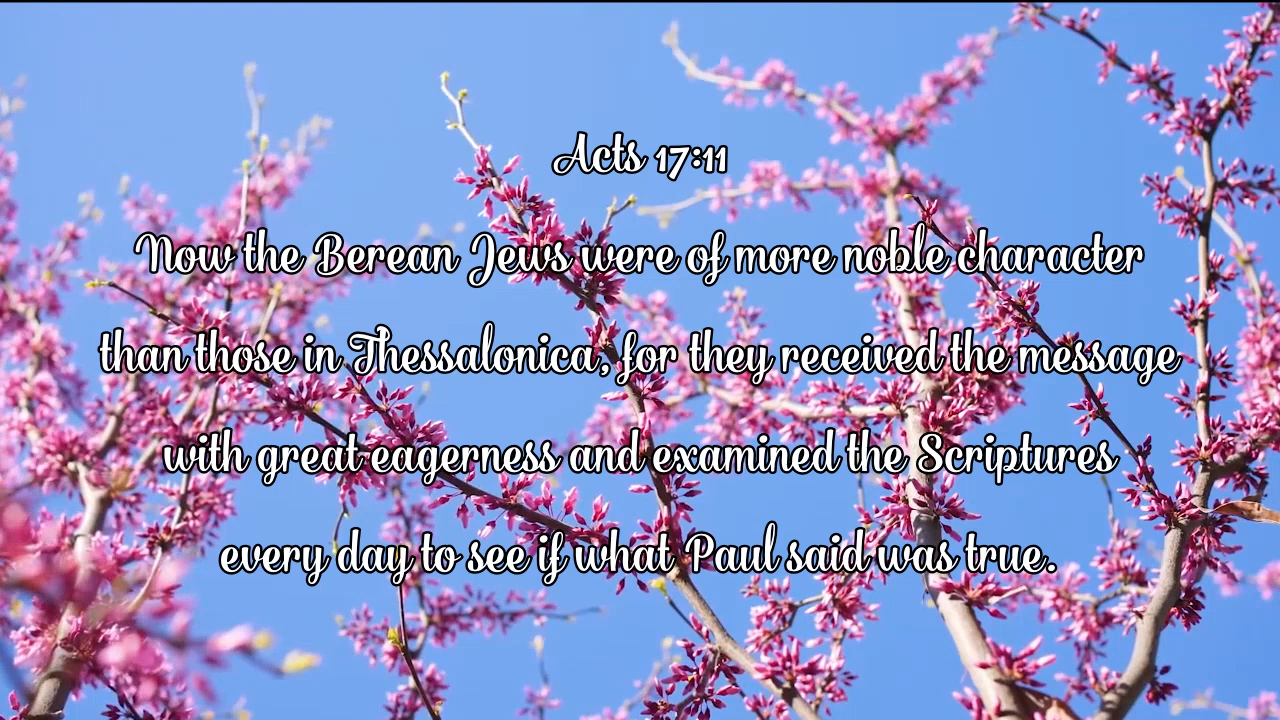 Acts 17:11
Now the Berean Jews were of more noble character
than those in Thessalonica, for they received the message
with great eagerness and examined the Scriptures
every day to see if what Paul said was true.